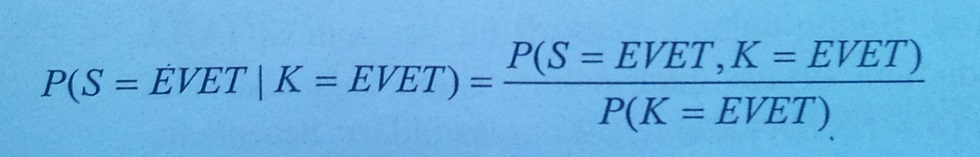 P(S = EVET | K = EVET) = P(S = EVET, K = EVET) / P(K = EVET)